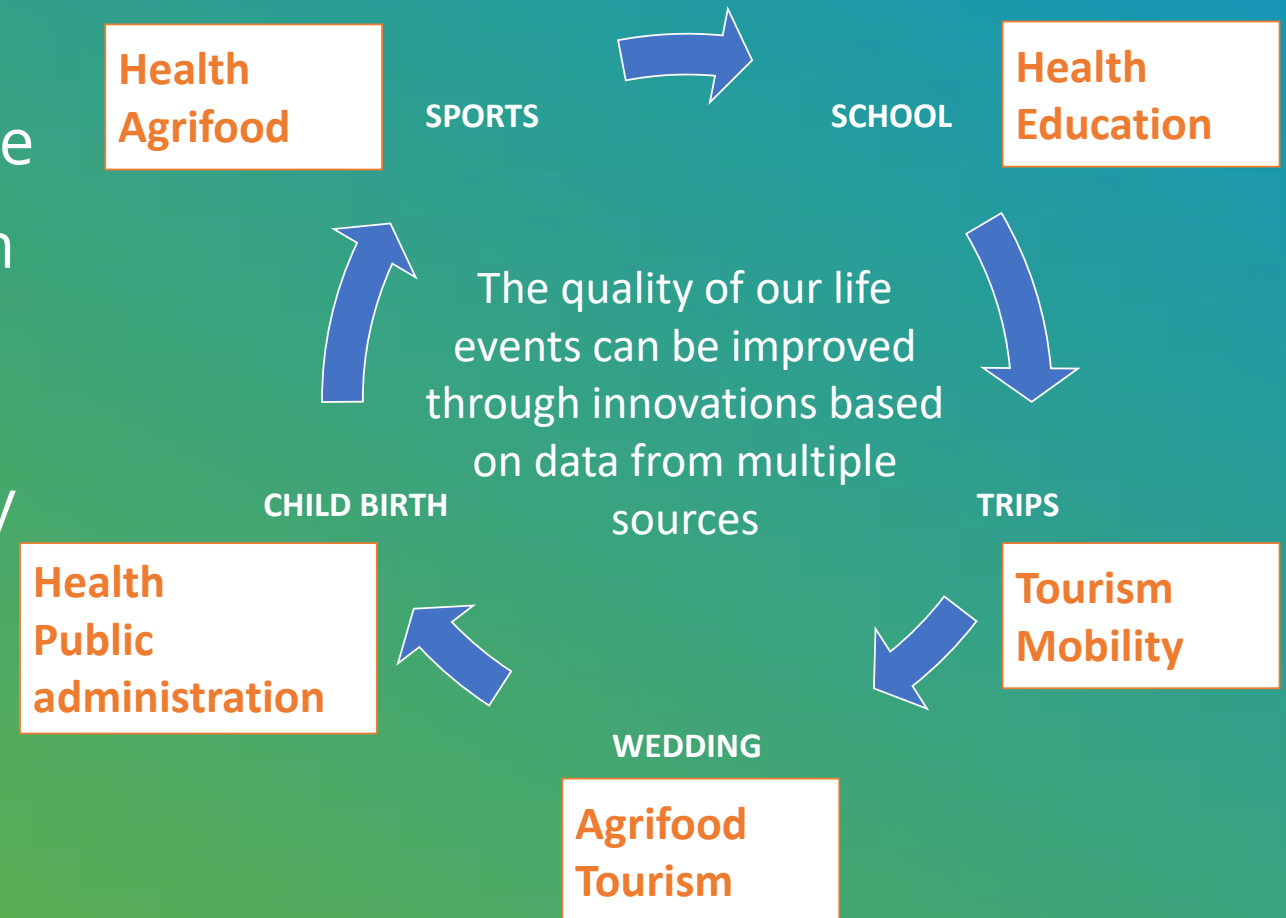 Health
Agrifood
SPORTS
SCHOOL
Health
Education
The quality of our life
events can be improved
through innovations based
on data from multiple
sources
CHILD BIRTH
Health
Public
administration
TRIPS
Tourism
Mobility
WEDDING
Agrifood
Tourism